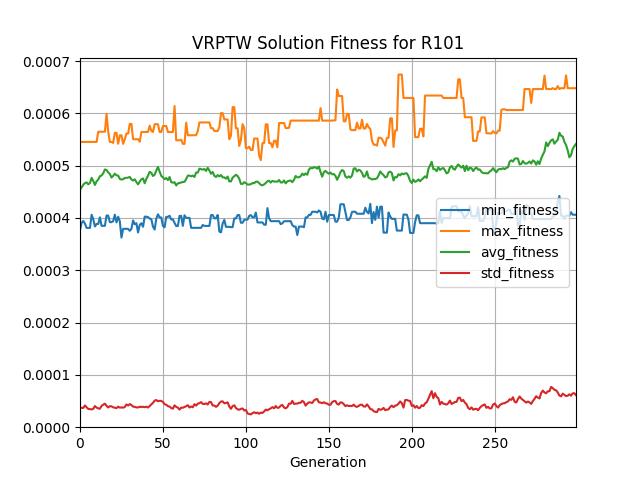 VRPTW Solution Fitness for R101
0.0007
0.0006
0.0005
0.0004
0.0003
0.0002
0.0001
0.0000
min_fitness
max_fitness
avg_fitness
std_fitness
0 50 100 150 200 250
Generation